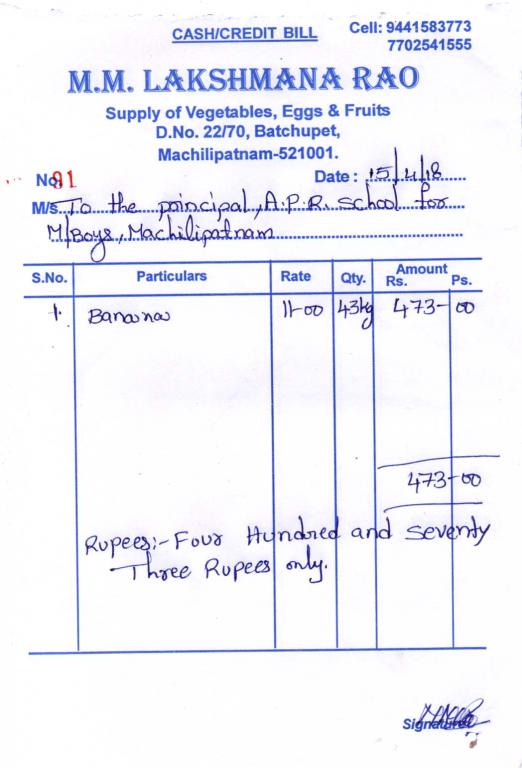 CASH/CREDIT BILL
Cell: 9441583773
7702541555
M.M. LAKSHMANA RAO
Supply of Vegetables, Eggs & Fruits
D.No. 22/70, Batchupet,
Machilipatnam-521001.
No. 81 Date : 15/4/18
M/s. To the principal, A.P.R. school for
M/Boys, Machilipatnam
S.No. Particulars Rate Qty. Amount Rs. Ps.
1. Banana 11-00 43kg 473-00
473-00
Rupees:- Four Hundred and Seventy
Three Rupees only.
Signature